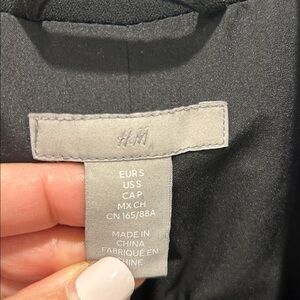 H&M
EUR S
US S
CA P
MX CH
CN 165/88A
MADE IN
CHINA
FABRIQUÉ EN
CHINE